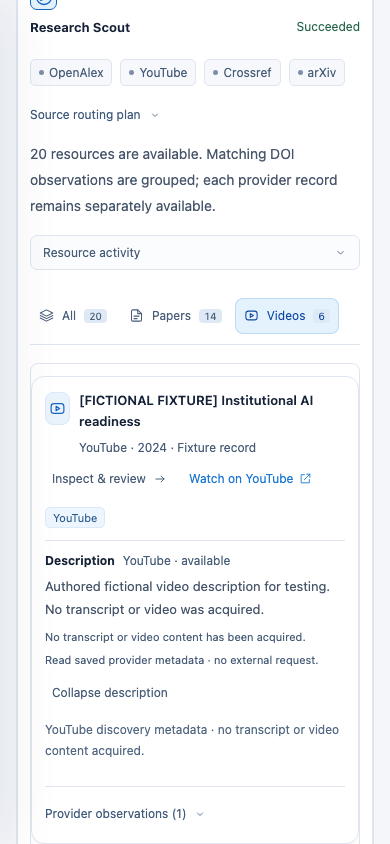 Research Scout
Succeeded
OpenAlex
YouTube
Crossref
arXiv
Source routing plan
20 resources are available. Matching DOI
observations are grouped; each provider record
remains separately available.
Resource activity
All 20
Papers 14
Videos 6
[FICTIONAL FIXTURE] Institutional AI
readiness
YouTube · 2024 · Fixture record
Inspect & review →
Watch on YouTube
YouTube
Description YouTube · available
Authored fictional video description for testing.
No transcript or video was acquired.
No transcript or video content has been acquired.
Read saved provider metadata · no external request.
Collapse description
YouTube discovery metadata · no transcript or video
content acquired.
Provider observations (1)